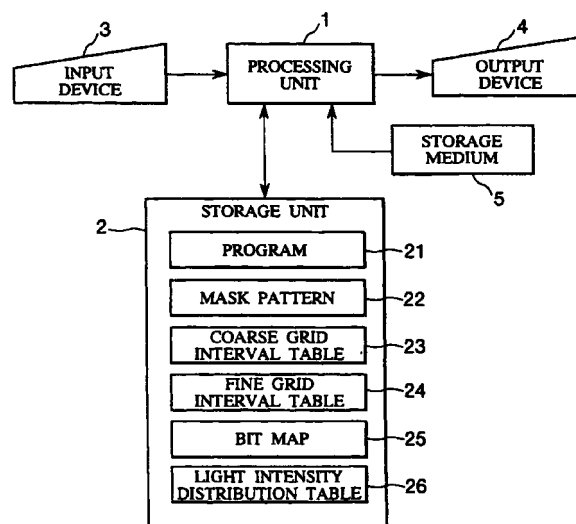 3
INPUT
DEVICE
1
PROCESSING
UNIT
4
OUTPUT
DEVICE
STORAGE
MEDIUM
5
2
STORAGE UNIT
PROGRAM
21
MASK PATTERN
22
COARSE GRID
INTERVAL TABLE
23
FINE GRID
INTERVAL TABLE
24
BIT MAP
25
LIGHT INTENSITY
DISTRIBUTION TABLE
26